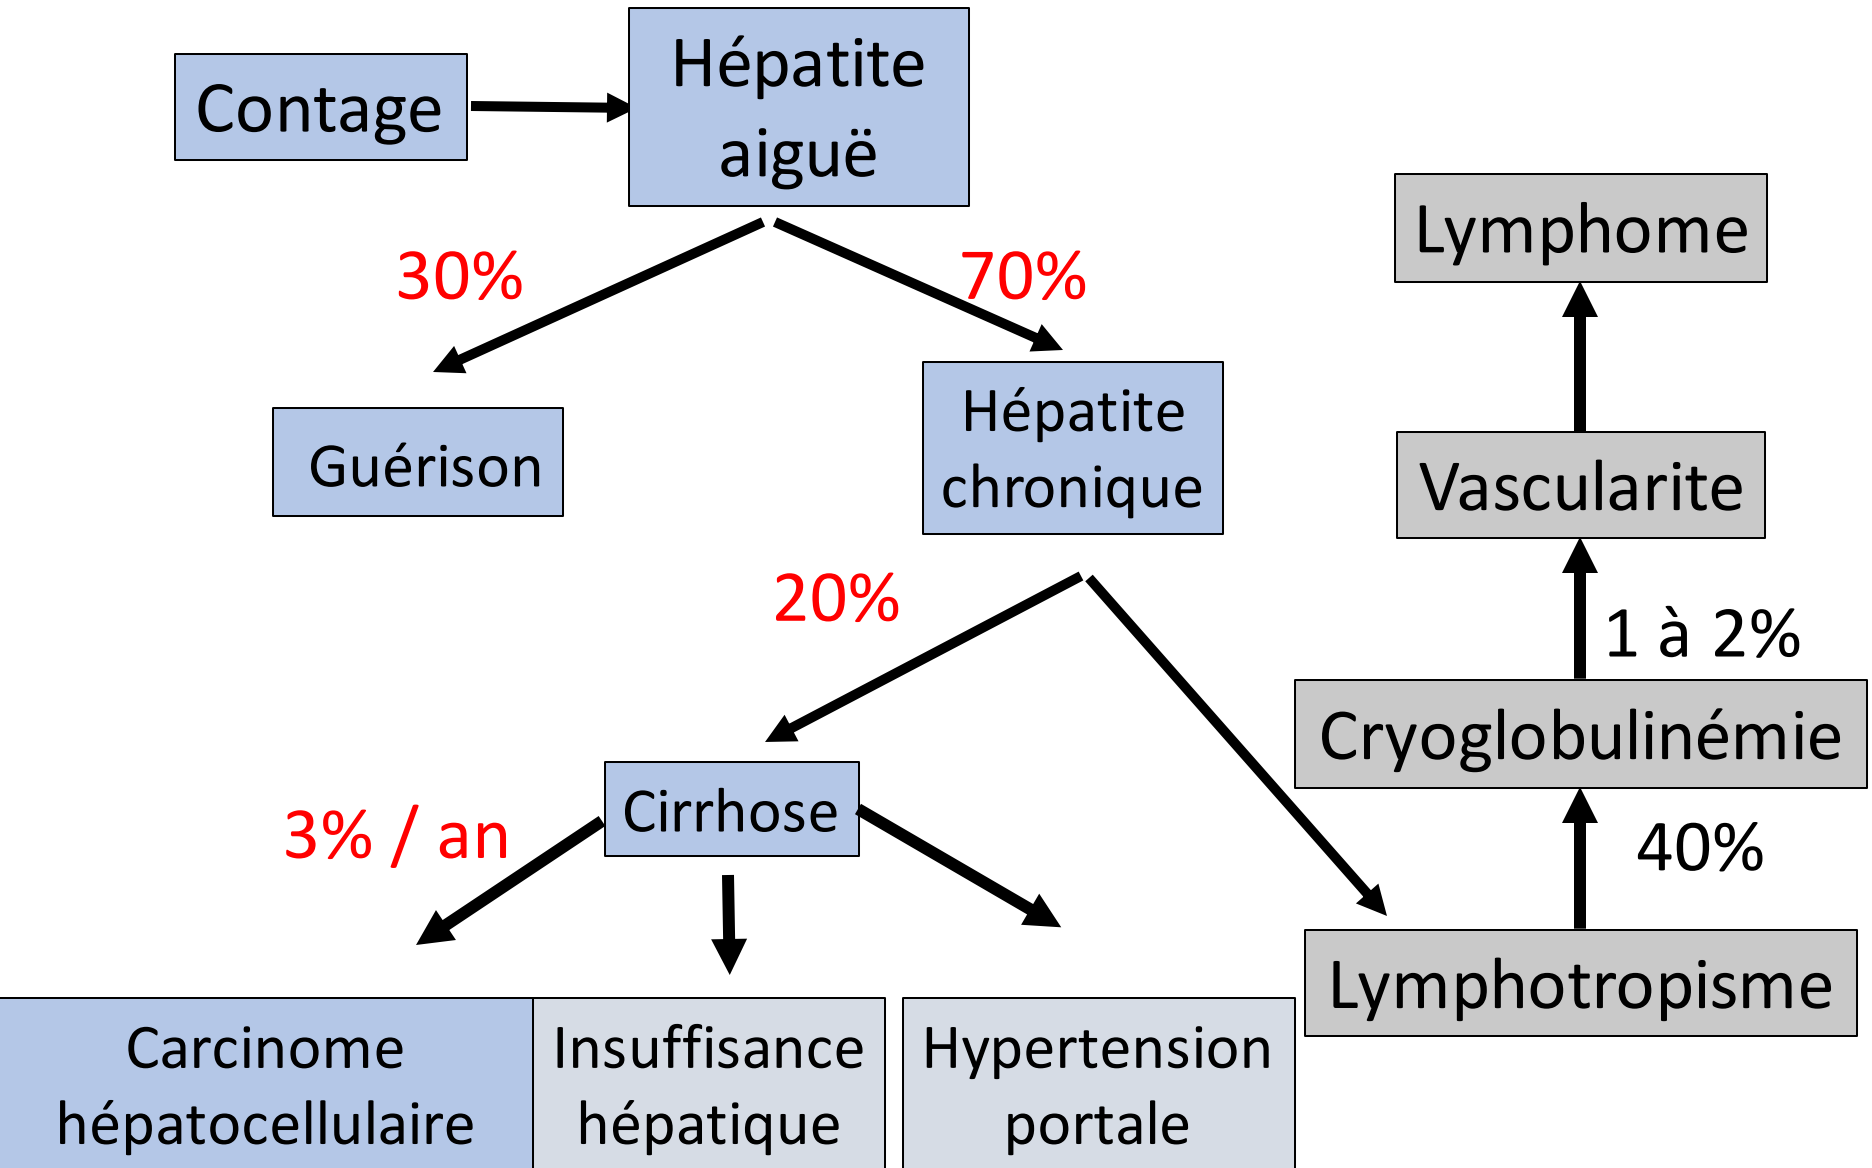 Contage
Hépatite
aiguë
30%
70%
Guérison
Hépatite
chronique
20%
Cirrhose
3% / an
Carcinome
hépatocellulaire
Insuffisance
hépatique
Hypertension
portale
Lymphome
Vascularite
1 à 2%
Cryoglobulinémie
40%
Lymphotropisme